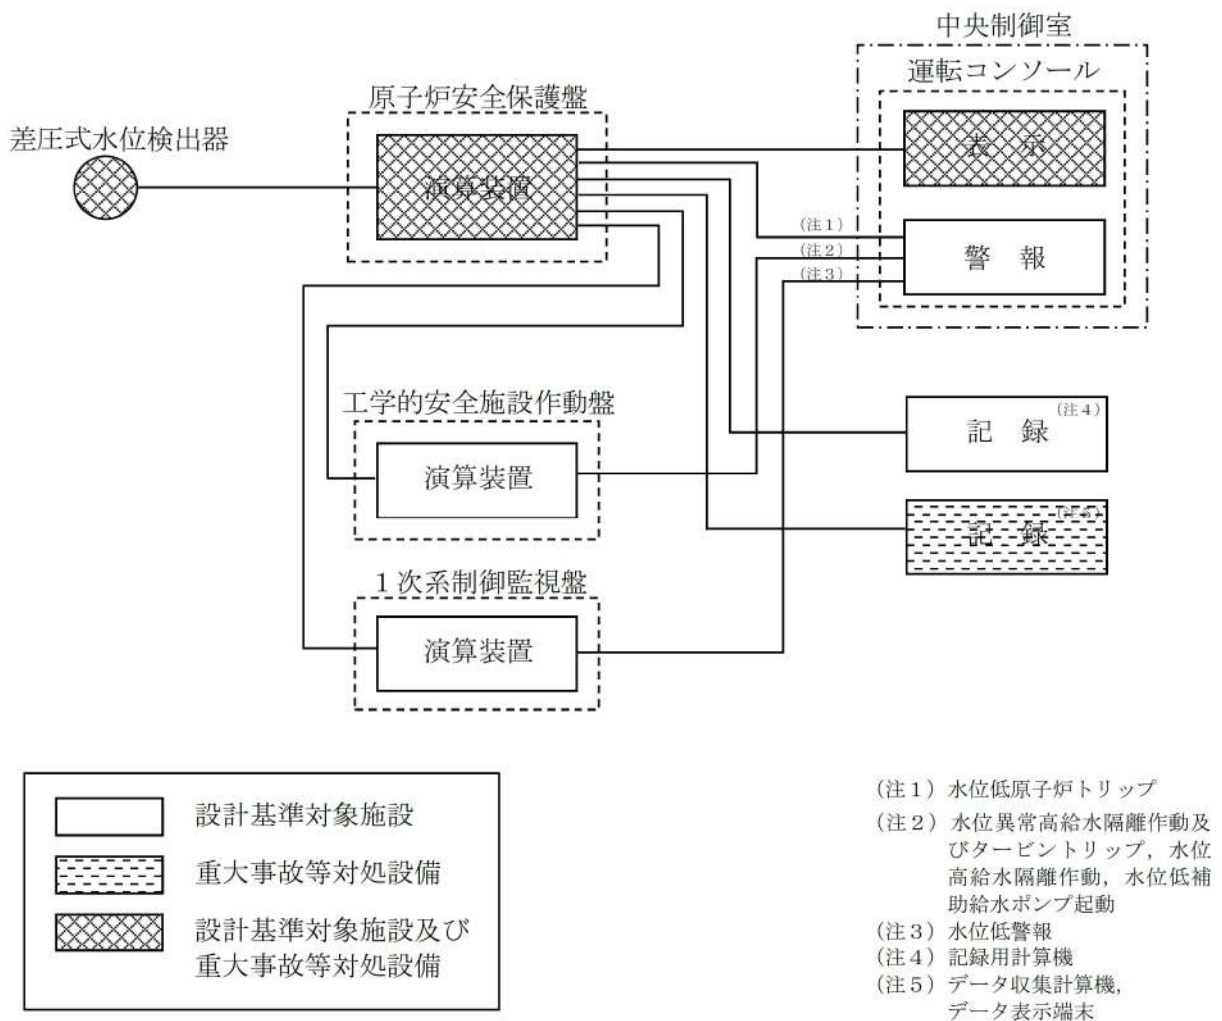 中央制御室
運転コンソール
原子炉安全保護盤
差圧式水位検出器
演算装置
表　示
(注１)
(注２)
(注３)
警　報
工学的安全施設作動盤
演算装置
記　録
(注４)
記　録
(注５)
１次系制御監視盤
演算装置
設計基準対象施設
重大事故等対処設備
設計基準対象施設及び
重大事故等対処設備
(注１) 水位低原子炉トリップ
(注２) 水位異常高給水隔離作動及
びタービントリップ，水位
高給水隔離作動，水位低補
助給水ポンプ起動
(注３) 水位低警報
(注４) 記録用計算機
(注５) データ収集計算機，
データ表示端末